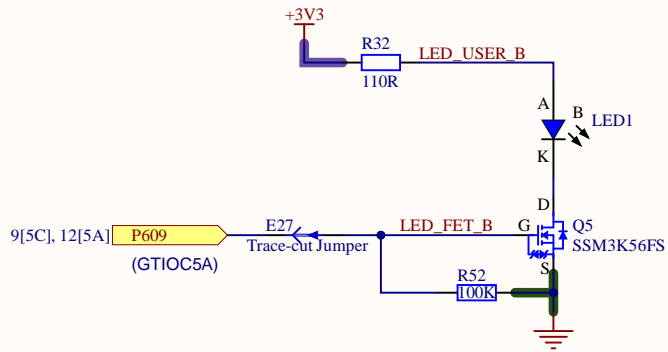 +3V3
R32
LED_USER_B
110R
A
B
LED1
K
D
E27
LED_FET_B
G
Q5
9[5C], 12[5A]
P609
Trace-cut Jumper
SSM3K56FS
(GTIOC5A)
S
R52
100K